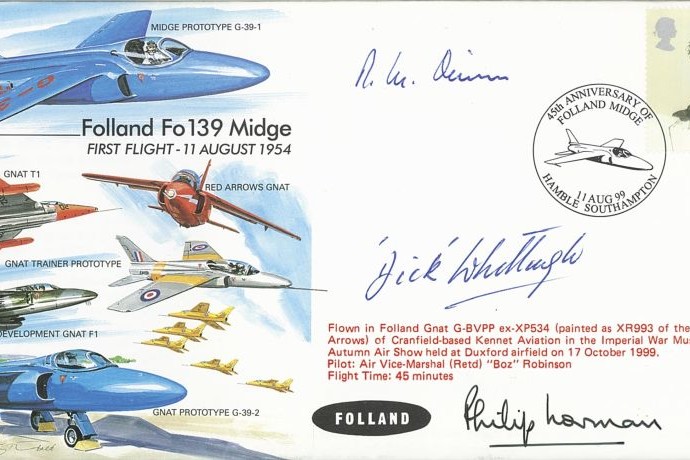 MIDGE PROTOTYPE G-39-1
Folland Fo 139 Midge
FIRST FLIGHT - 11 AUGUST 1954
GNAT T1
RED ARROWS GNAT
GNAT TRAINER PROTOTYPE
DEVELOPMENT GNAT F1
GNAT PROTOTYPE G-39-2
45th ANNIVERSARY OF
FOLLAND MIDGE
11 AUG 99
HAMBLE SOUTHAMPTON
'Dick' Whittingh
Flown in Folland Gnat G-BVPP ex-XP534 (painted as XR993 of the
Arrows) of Cranfield-based Kennet Aviation in the Imperial War Mu
Autumn Air Show held at Duxford airfield on 17 October 1999.
Pilot: Air Vice-Marshal (Retd) "Boz" Robinson
Flight Time: 45 minutes
FOLLAND
Philip Norman